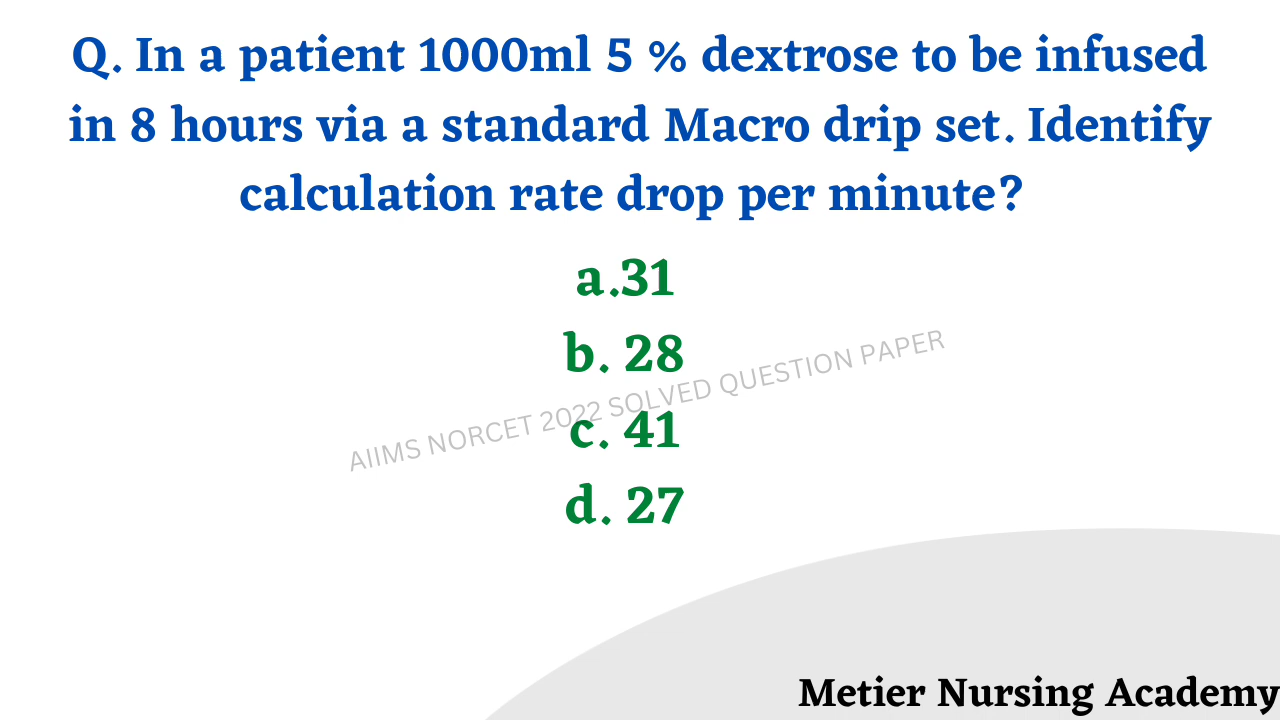 Q. In a patient 1000ml 5 % dextrose to be infused
in 8 hours via a standard Macro drip set. Identify
calculation rate drop per minute?
a.31
b. 28
AIIMS NORCET 2022 SOLVED QUESTION PAPER
c. 41
d. 27
Metier Nursing Academy